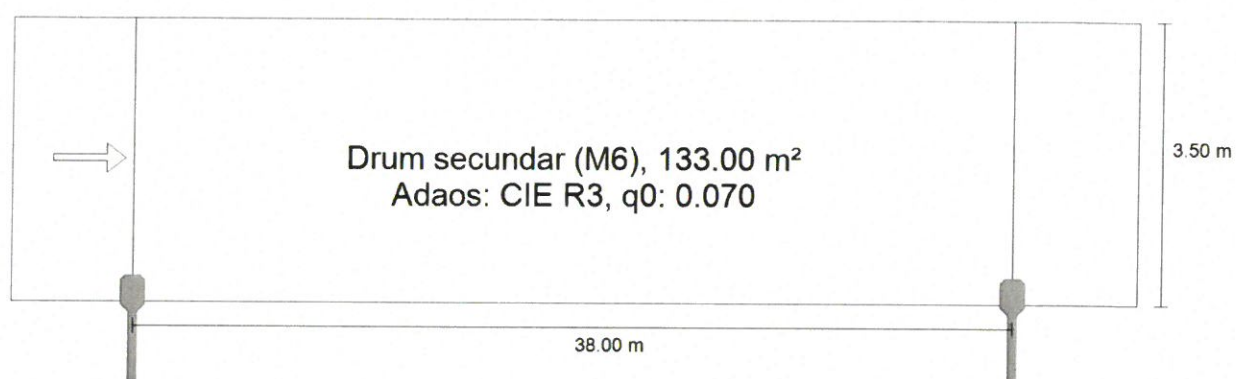 Drum secundar (M6), 133.00 m²
Adaos: CIE R3, q0: 0.070
3.50 m
38.00 m